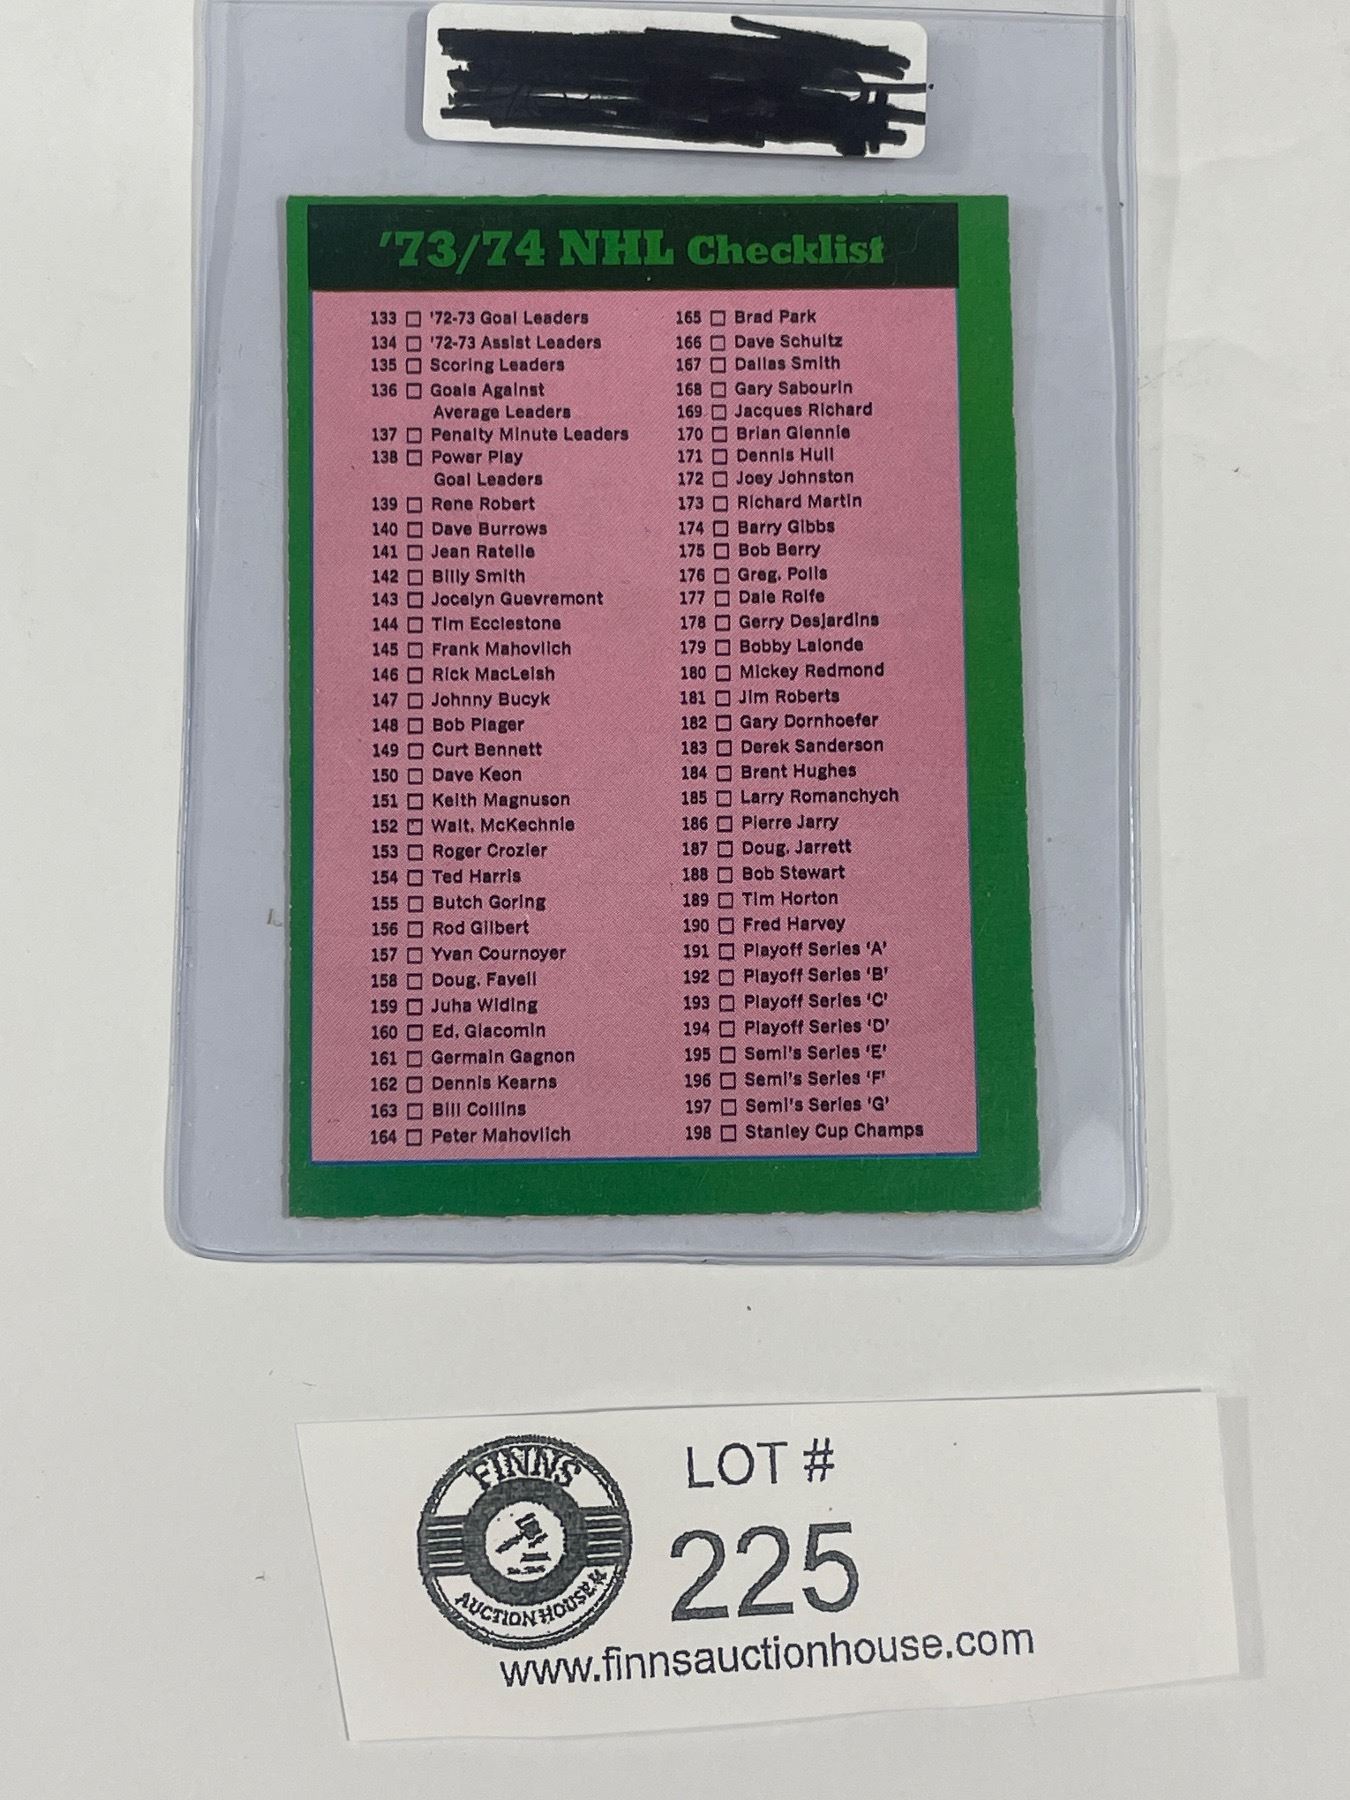 '73/74 NHL Checklist
133 '72-73 Goal Leaders
134 '72-73 Assist Leaders
135 Scoring Leaders
136 Goals Against
Average Leaders
137 Penalty Minute Leaders
138 Power Play
Goal Leaders
139 Rene Robert
140 Dave Burrows
141 Jean Ratelle
142 Billy Smith
143 Jocelyn Guevremont
144 Tim Ecclestone
145 Frank Mahovlich
146 Rick MacLeish
147 Johnny Bucyk
148 Bob Plager
149 Curt Bennett
150 Dave Keon
151 Keith Magnuson
152 Walt. McKechnie
153 Roger Crozier
154 Ted Harris
155 Butch Goring
156 Rod Gilbert
157 Yvan Cournoyer
158 Doug. Favell
159 Juha Widing
160 Ed. Giacomin
161 Germain Gagnon
162 Dennis Kearns
163 Bill Collins
164 Peter Mahovlich
165 Brad Park
166 Dave Schultz
167 Dallas Smith
168 Gary Sabourin
169 Jacques Richard
170 Brian Glennie
171 Dennis Hull
172 Joey Johnston
173 Richard Martin
174 Barry Gibbs
175 Bob Berry
176 Greg. Polis
177 Dale Rolfe
178 Gerry Desjardins
179 Bobby Lalonde
180 Mickey Redmond
181 Jim Roberts
182 Gary Dornhoefer
183 Derek Sanderson
184 Brent Hughes
185 Larry Romanchych
186 Pierre Jarry
187 Doug. Jarrett
188 Bob Stewart
189 Tim Horton
190 Fred Harvey
191 Playoff Series 'A'
192 Playoff Series 'B'
193 Playoff Series 'C'
194 Playoff Series 'D'
195 Semi's Series 'E'
196 Semi's Series 'F'
197 Semi's Series 'G'
198 Stanley Cup Champs
FINNS
AUCTION HOUSE
LOT #
225
www.finnsauctionhouse.com